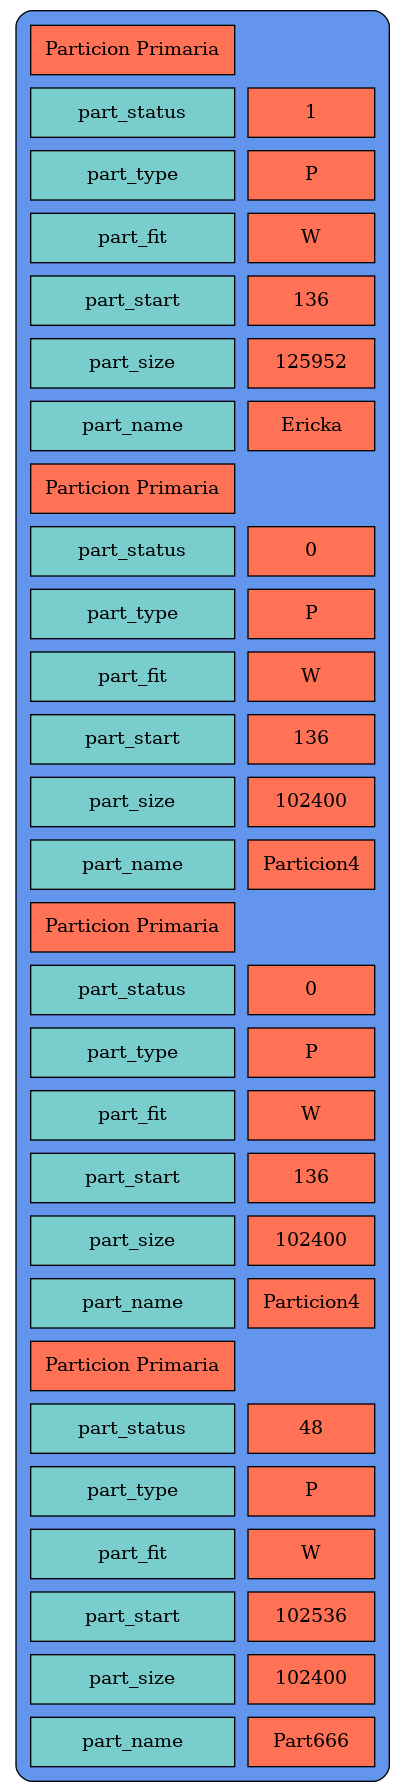 Particion Primaria
part_status 1
part_type P
part_fit W
part_start 136
part_size 125952
part_name Ericka
Particion Primaria
part_status 0
part_type P
part_fit W
part_start 136
part_size 102400
part_name Particion4
Particion Primaria
part_status 0
part_type P
part_fit W
part_start 136
part_size 102400
part_name Particion4
Particion Primaria
part_status 48
part_type P
part_fit W
part_start 102536
part_size 102400
part_name Part666